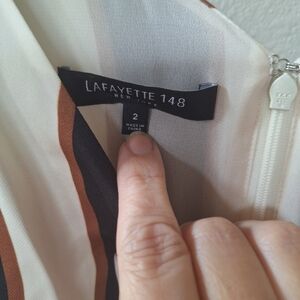 LAFAYETTE 148
NEW YORK
2
MADE IN
CHINA